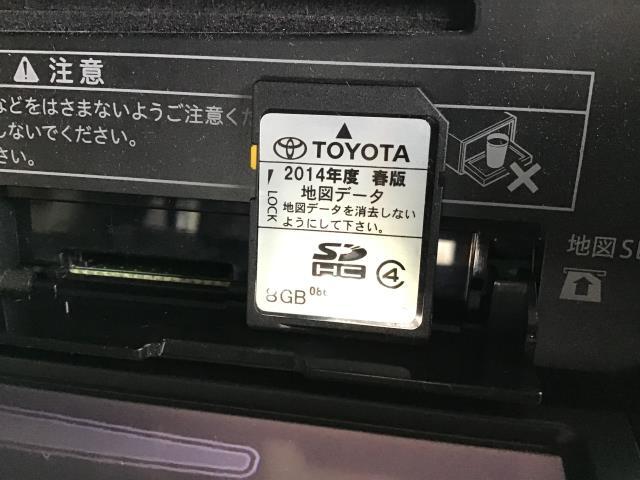 注意
などをはさまないようご注意くだ
しないでください。
さい。
TOYOTA
2014年度 春版
地図データ
地図データを消去しない
ようにして下さい。
LOCK
SD
HC
4
8GB
地図S